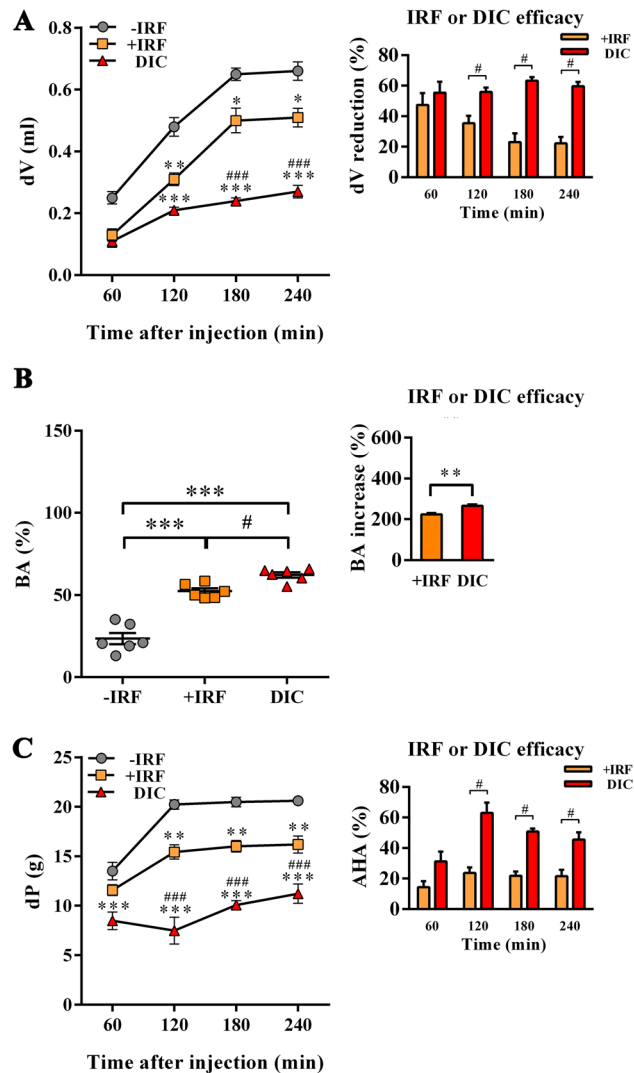 A
-IRF
+IRF
DIC
dV (ml)
0.8
0.6
0.4
0.2
0.0
**
***
*
###
***
*
###
***
60 120 180 240
Time after injection (min)
IRF or DIC efficacy
+IRF
DIC
dV reduction (%)
80
60
40
20
0
# # #
60 120 180 240
Time (min)
B
BA (%)
150
100
50
0
***
*** #
-IRF +IRF DIC
IRF or DIC efficacy
BA increase (%)
600
400
200
0
**
+IRF DIC
C
-IRF
+IRF
DIC
dP (g)
25
20
15
10
5
0
***
**
###
***
**
###
***
**
###
***
60 120 180 240
Time after injection (min)
IRF or DIC efficacy
+IRF
DIC
AHA (%)
80
60
40
20
0
# # #
60 120 180 240
Time (min)